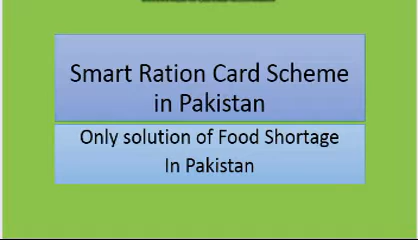 Smart Ration Card Scheme
in Pakistan
Only solution of Food Shortage
In Pakistan